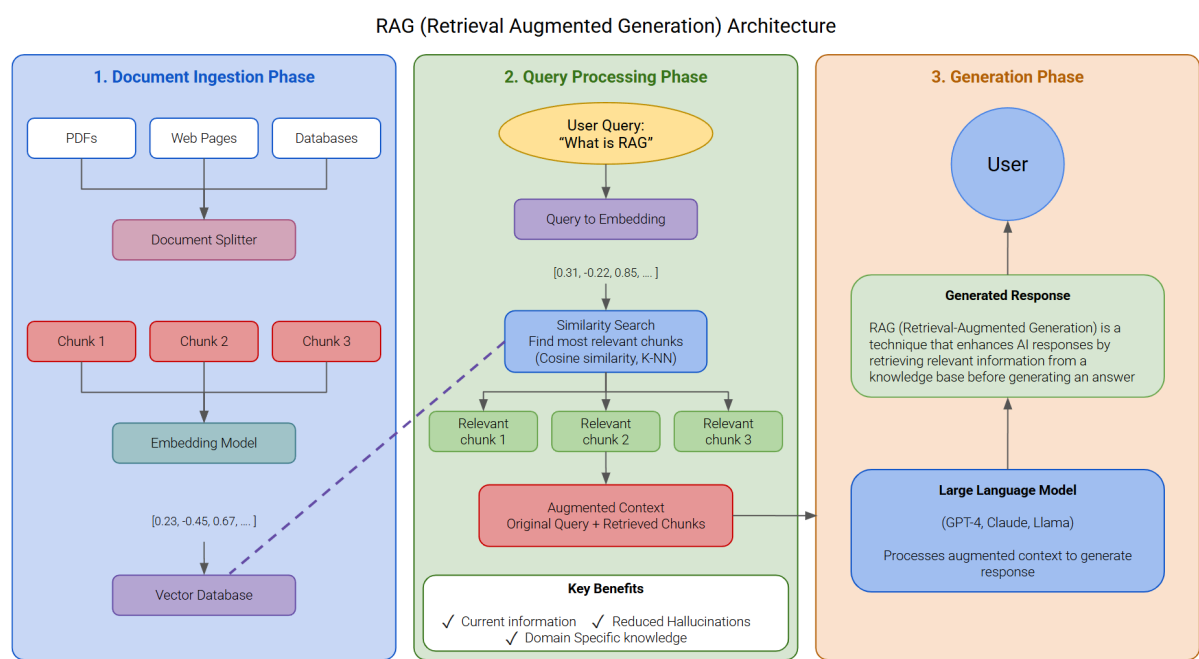 RAG (Retrieval Augmented Generation) Architecture
1. Document Ingestion Phase
PDFs
Web Pages
Databases
Document Splitter
Chunk 1
Chunk 2
Chunk 3
Embedding Model
[0.23, -0.45, 0.67, .... ]
Vector Database
2. Query Processing Phase
User Query:
“What is RAG”
Query to Embedding
[0.31, -0.22, 0.85, .... ]
Similarity Search
Find most relevant chunks
(Cosine similarity, K-NN)
Relevant
chunk 1
Relevant
chunk 2
Relevant
chunk 3
Augmented Context
Original Query + Retrieved Chunks
Key Benefits
✓ Current information ✓ Reduced Hallucinations
✓ Domain Specific knowledge
3. Generation Phase
User
Generated Response
RAG (Retrieval-Augmented Generation) is a
technique that enhances AI responses by
retrieving relevant information from a
knowledge base before generating an answer
Large Language Model
(GPT-4, Claude, Llama)
Processes augmented context to generate
response